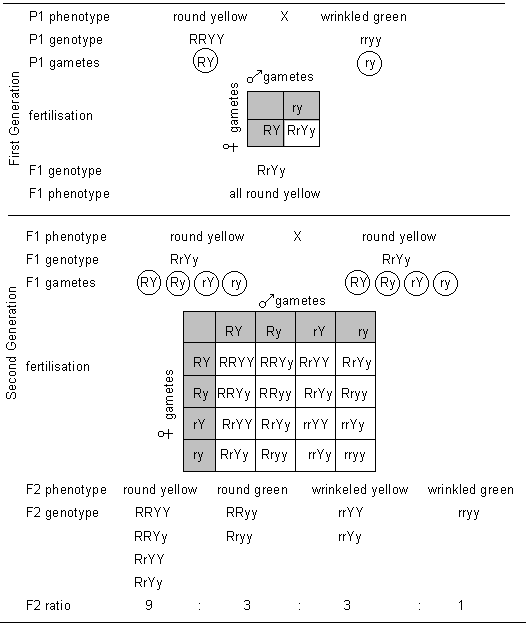 P1 phenotype round yellow X wrinkled green
P1 genotype RRYY rryy
P1 gametes RY ry
♂gametes
ry
RY RrYy
♀ gametes
fertilisation
First Generation
F1 genotype RrYy
F1 phenotype all round yellow
F1 phenotype round yellow X round yellow
F1 genotype RrYy RrYy
F1 gametes RY Ry rY ry RY Ry rY ry
♂gametes
RY Ry rY ry
RY RRYY RRYy RrYY RrYy
Ry RRYy RRyy RrYy Rryy
rY RrYY RrYy rrYY rrYy
ry RrYy Rryy rrYy rryy
♀ gametes
fertilisation
Second Generation
F2 phenotype round yellow round green wrinkeled yellow wrinkled green
F2 genotype RRYY RRyy rrYY rryy
RRYy Rryy rrYy
RrYY
RrYy
F2 ratio 9 : 3 : 3 : 1